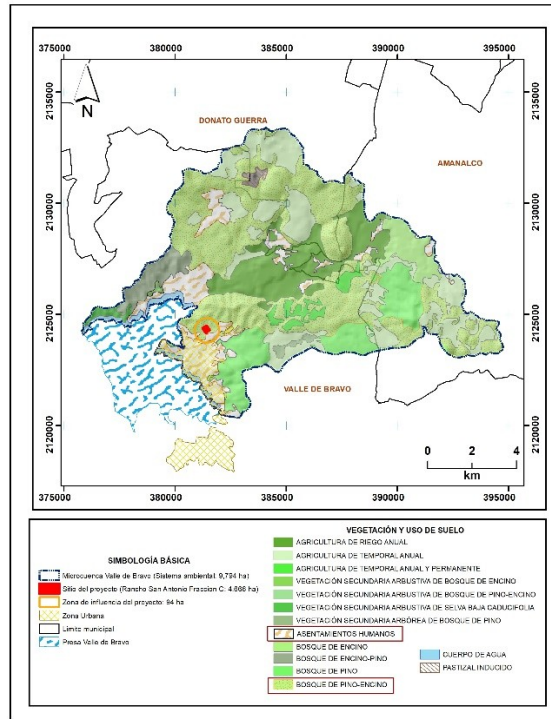 375000 380000 385000 390000 395000
2135000 2135000
N
DONATO GUERRA
AMANALCO
2130000 2130000
2125000 2125000
VALLE DE BRAVO
2120000 2120000
0 2 4
km
375000 380000 385000 390000 395000
SIMBOLOGÍA BÁSICA
Microcuenca Valle de Bravo (Sistema ambiental: 9,794 ha)
Sitio del proyecto (Rancho San Antonio Fraccion C: 4.666 ha)
Zona de influencia del proyecto: 94 ha
Zona Urbana
Limite municipal
Presa Valle de Bravo
VEGETACIÓN Y USO DE SUELO
AGRICULTURA DE RIEGO ANUAL
AGRICULTURA DE TEMPORAL ANUAL
AGRICULTURA DE TEMPORAL ANUAL Y PERMANENTE
VEGETACIÓN SECUNDARIA ARBUSTIVA DE BOSQUE DE ENCINO
VEGETACIÓN SECUNDARIA ARBUSTIVA DE BOSQUE DE PINO-ENCINO
VEGETACIÓN SECUNDARIA ARBUSTIVA DE SELVA BAJA CADUCIFOLIA
VEGETACIÓN SECUNDARIA ARBÓREA DE BOSQUE DE PINO
ASENTAMIENTOS HUMANOS
BOSQUE DE ENCINO
BOSQUE DE ENCINO-PINO
BOSQUE DE PINO
BOSQUE DE PINO-ENCINO
CUERPO DE AGUA
PASTIZAL INDUCIDO